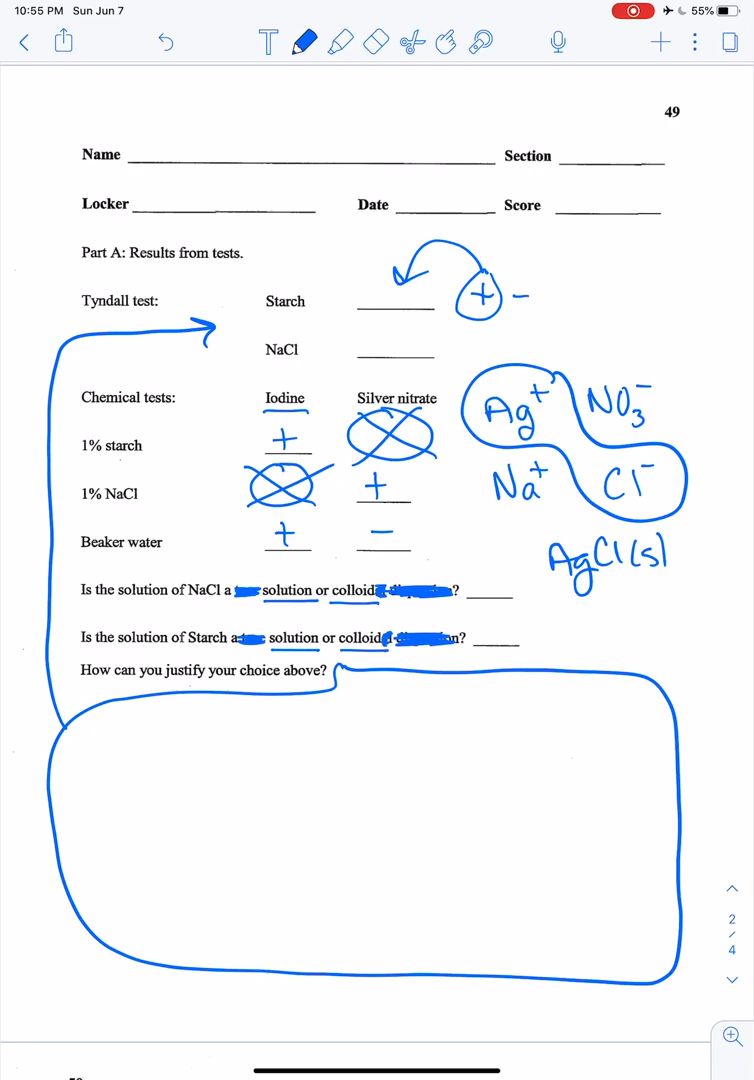 10:55 PM Sun Jun 7 55%
49
Name Section
Locker Date Score
Part A: Results from tests.
Tyndall test: Starch + −
NaCl
Chemical tests: Iodine Silver nitrate Ag⁺ NO₃⁻
1% starch +
1% NaCl + Na⁺ Cl⁻
Beaker water + −
AgCl(s)
Is the solution of NaCl a solution or colloid ?
Is the solution of Starch a solution or colloid ?
How can you justify your choice above?
2
/
4